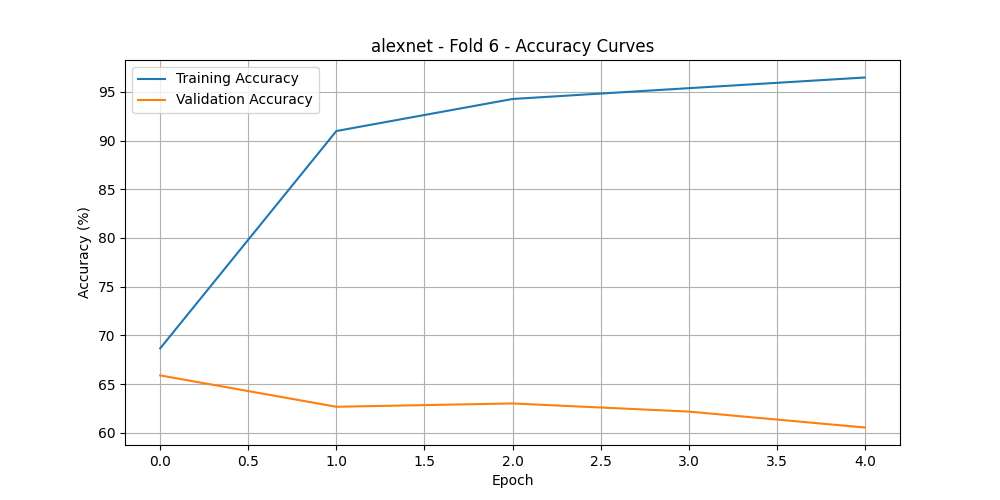 alexnet - Fold 6 - Accuracy Curves
Training Accuracy
Validation Accuracy
Accuracy (%)
95
90
85
80
75
70
65
60
0.0 0.5 1.0 1.5 2.0 2.5 3.0 3.5 4.0
Epoch